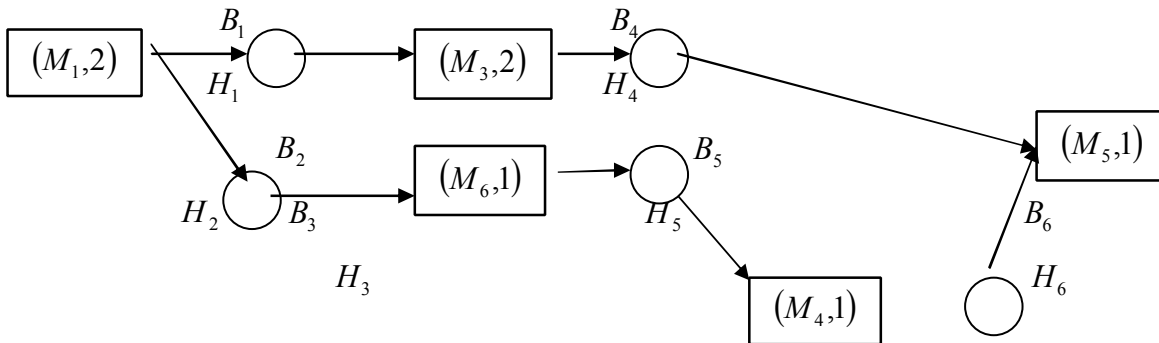 B₁
B₄
(M₁,2)
(M₃,2)
H₁
H₄
(M₅,1)
B₂
(M₆,1)
B₅
H₂
B₃
H₅
B₆
H₃
H₆
(M₄,1)